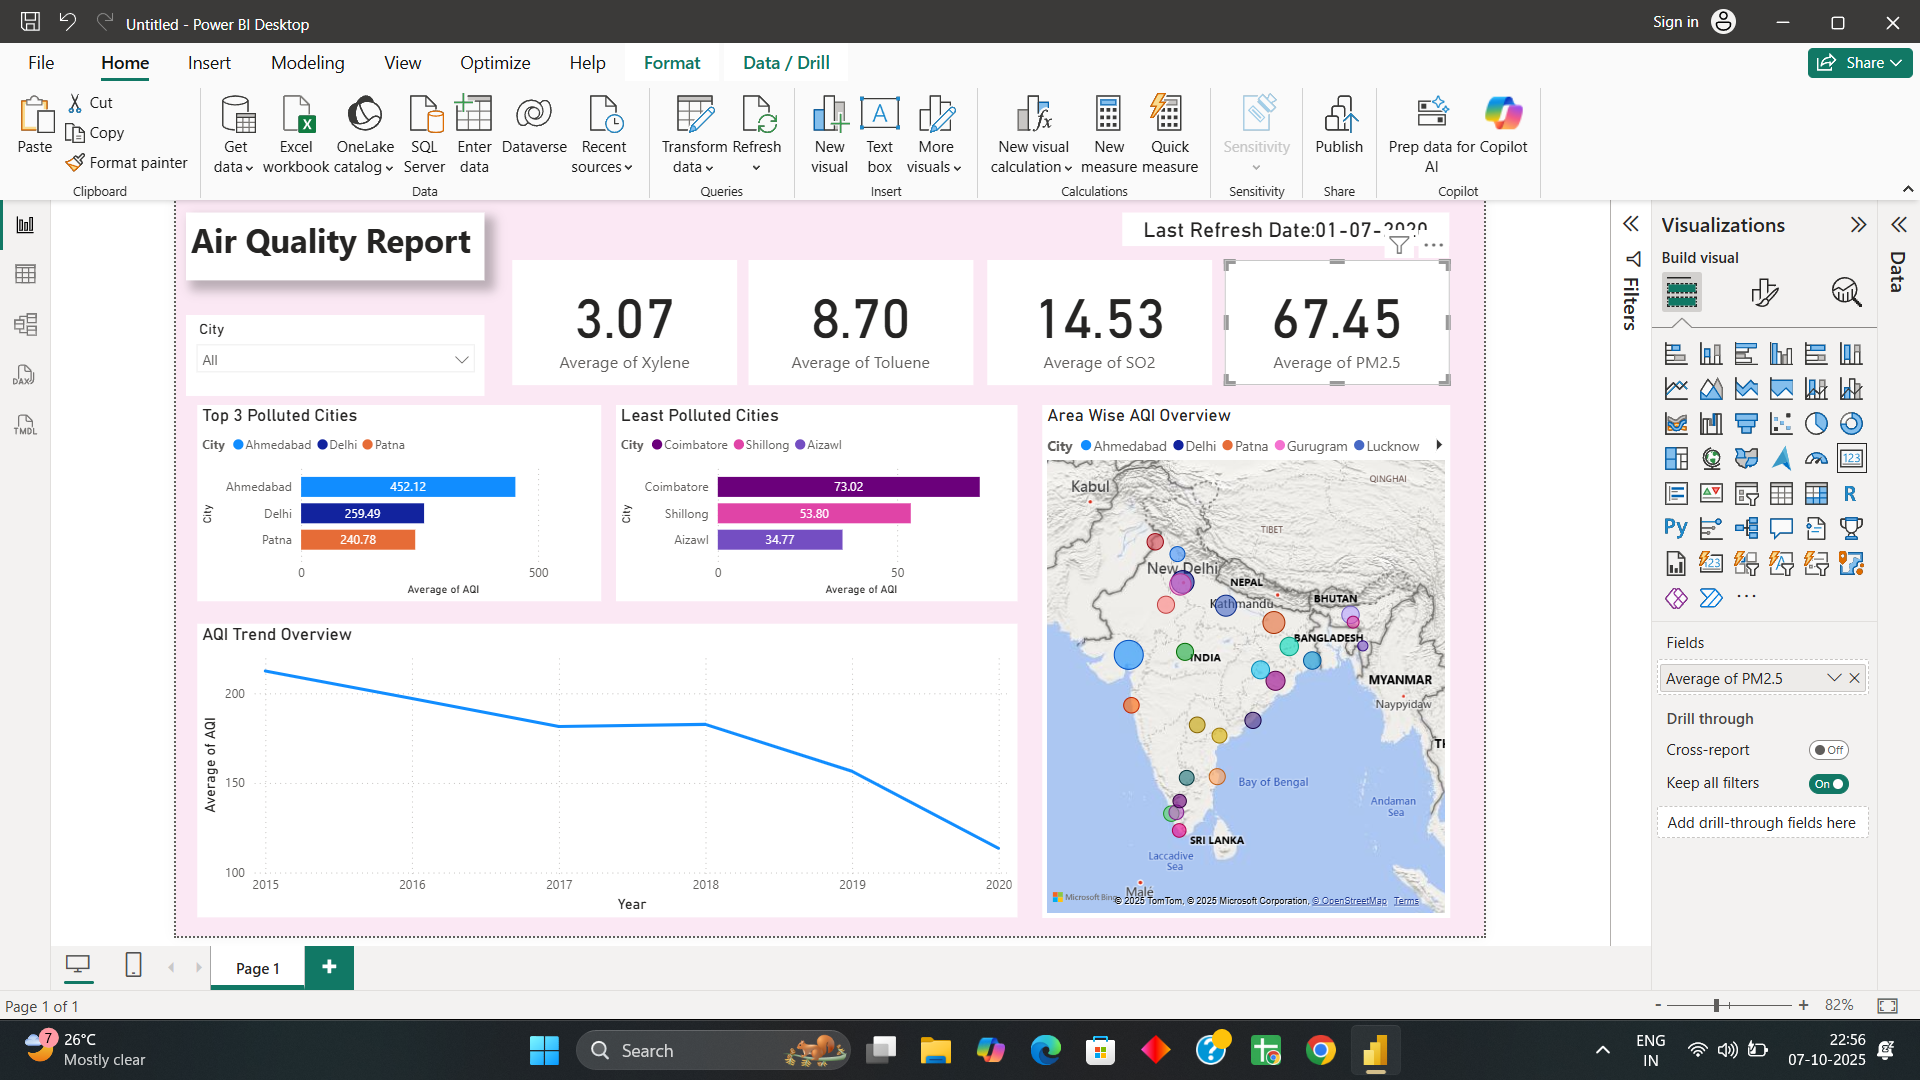 Untitled - Power BI Desktop
Sign in
File
Home
Insert
Modeling
View
Optimize
Help
Format
Data / Drill
Share
Paste
Cut
Copy
Format painter
Clipboard
Get data
Excel workbook
OneLake catalog
SQL Server
Enter data
Dataverse
Recent sources
Data
Transform data
Refresh
Queries
New visual
Text box
More visuals
Insert
New visual calculation
New measure
Quick measure
Calculations
Sensitivity
Sensitivity
Publish
Share
Prep data for AI
Copilot
Copilot
Air Quality Report
Last Refresh Date:01-07-2020
City
All
3.07
Average of Xylene
8.70
Average of Toluene
14.53
Average of SO2
67.45
Average of PM2.5
Top 3 Polluted Cities
City Ahmedabad Delhi Patna
City
Ahmedabad 452.12
Delhi 259.49
Patna 240.78
0 500
Average of AQI
Least Polluted Cities
City Coimbatore Shillong Aizawl
City
Coimbatore 73.02
Shillong 53.80
Aizawl 34.77
0 50
Average of AQI
AQI Trend Overview
Average of AQI
200
150
100
2015 2016 2017 2018 2019 2020
Year
Area Wise AQI Overview
City Ahmedabad Delhi Patna Gurugram Lucknow
Kabul
QINGHAI
TIBET
New Delhi
NEPAL
Kathmandu
BHUTAN
BANGLADESH
INDIA
MYANMAR
Naypyidaw
TH
Bay of Bengal
Andaman Sea
SRI LANKA
Laccadive Sea
Male
Microsoft Bing
© 2025 TomTom, © 2025 Microsoft Corporation, © OpenStreetMap Terms
Filters
Visualizations
Build visual
123
R
Py
123
Fields
Average of PM2.5
Drill through
Cross-report
Off
Keep all filters
On
Add drill-through fields here
Data
DAX
TMDL
Page 1
Page 1 of 1
82%
7
26°C
Mostly clear
Search
ENG
IN
22:56
07-10-2025